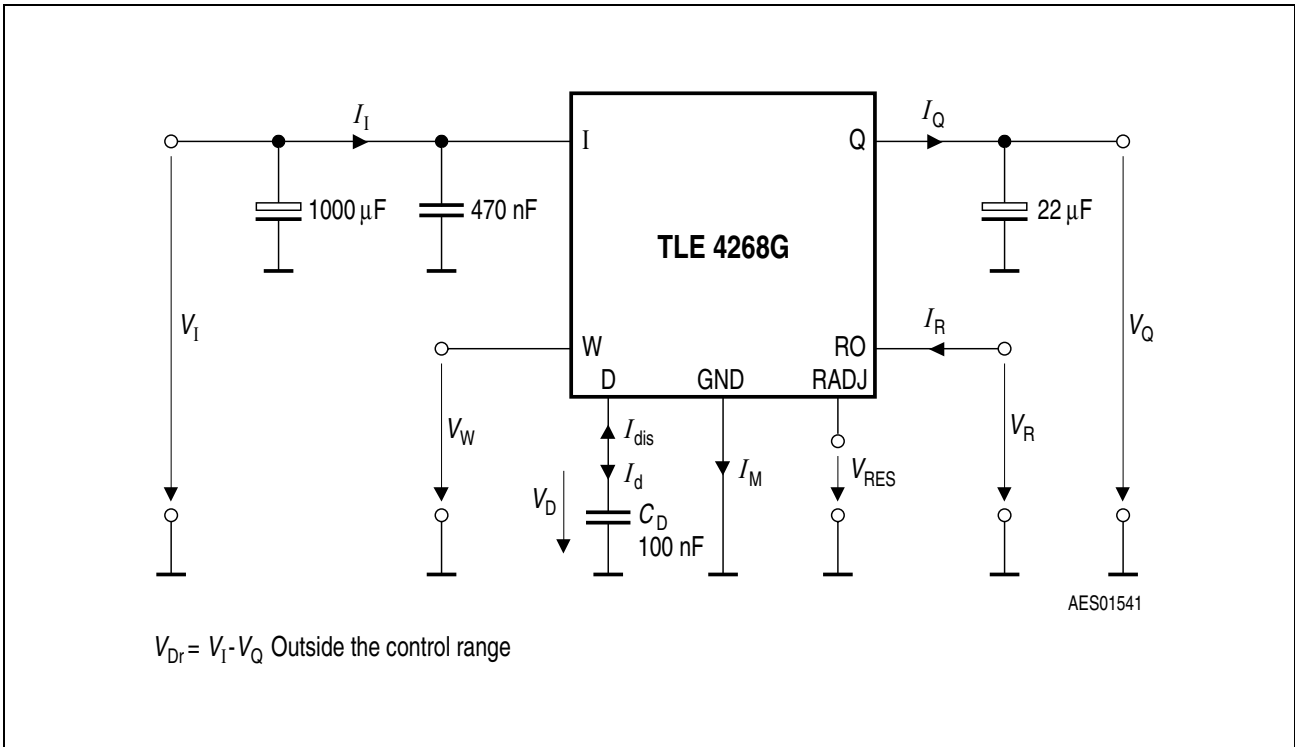 I_I
I_Q
I
Q
1000 µF
470 nF
22 µF
TLE 4268G
V_I
V_Q
I_R
W
RO
D
GND
RADJ
V_W
I_dis
V_R
I_d
I_M
V_RES
V_D
C_D
100 nF
AES01541
V_Dr = V_I-V_Q Outside the control range